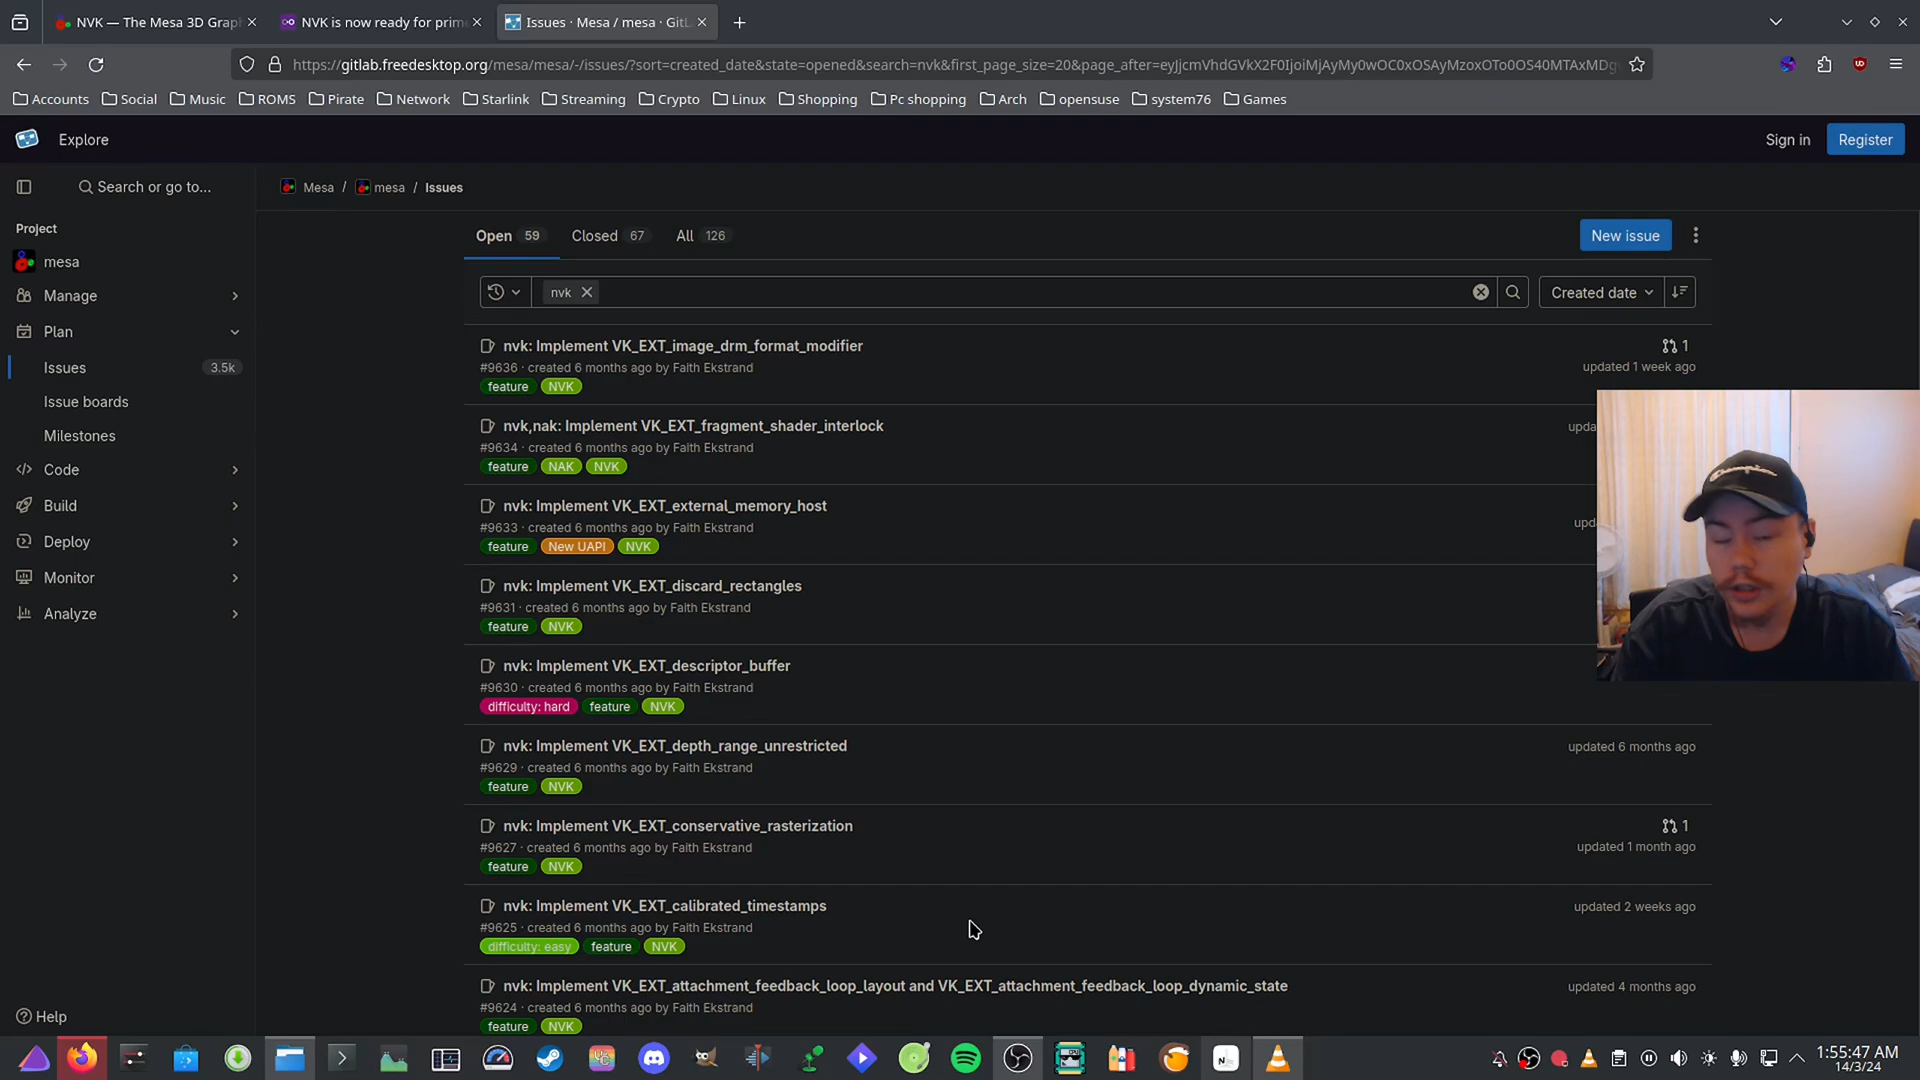 NVK — The Mesa 3D Grap
NVK is now ready for prime
Issues · Mesa / mesa · GitL
https://gitlab.freedesktop.org/mesa/mesa/-/issues/?sort=created_date&state=opened&search=nvk&first_page_size=20&page_after=eyJjcmVhdGVkX2F0IjoiMjAyMy0wOC0xOSAyMzoxOTo0OS40MTAxMDg
Accounts Social Music ROMS Pirate Network Starlink Streaming Crypto Linux Shopping Pc shopping Arch opensuse system76 Games
Explore
Sign in
Register
Search or go to...
Mesa / mesa / Issues
Project
mesa
Manage
Plan
Issues 3.5k
Issue boards
Milestones
Code
Build
Deploy
Monitor
Analyze
Help
Open 59 Closed 67 All 126
New issue
nvk
Created date
nvk: Implement VK_EXT_image_drm_format_modifier
1
#9636 · created 6 months ago by Faith Ekstrand
updated 1 week ago
feature NVK
nvk,nak: Implement VK_EXT_fragment_shader_interlock
upda
#9634 · created 6 months ago by Faith Ekstrand
feature NAK NVK
nvk: Implement VK_EXT_external_memory_host
#9633 · created 6 months ago by Faith Ekstrand
upd
feature New UAPI NVK
nvk: Implement VK_EXT_discard_rectangles
#9631 · created 6 months ago by Faith Ekstrand
feature NVK
nvk: Implement VK_EXT_descriptor_buffer
#9630 · created 6 months ago by Faith Ekstrand
difficulty: hard feature NVK
nvk: Implement VK_EXT_depth_range_unrestricted
updated 6 months ago
#9629 · created 6 months ago by Faith Ekstrand
feature NVK
nvk: Implement VK_EXT_conservative_rasterization
1
#9627 · created 6 months ago by Faith Ekstrand
updated 1 month ago
feature NVK
nvk: Implement VK_EXT_calibrated_timestamps
updated 2 weeks ago
#9625 · created 6 months ago by Faith Ekstrand
difficulty: easy feature NVK
nvk: Implement VK_EXT_attachment_feedback_loop_layout and VK_EXT_attachment_feedback_loop_dynamic_state
updated 4 months ago
#9624 · created 6 months ago by Faith Ekstrand
feature NVK
Champion
1:55:47 AM
14/3/24